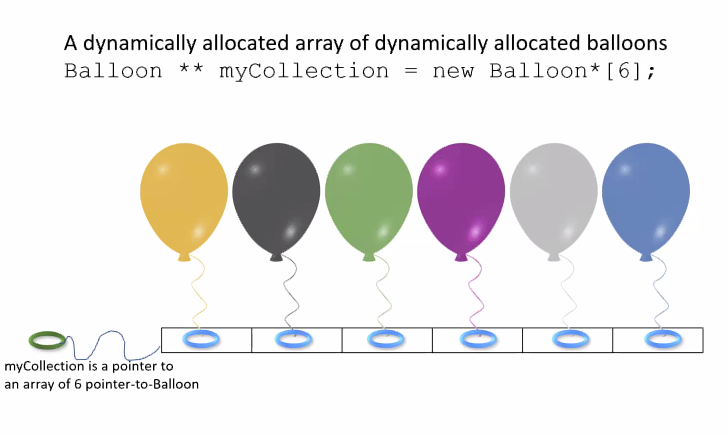 A dynamically allocated array of dynamically allocated balloons
Balloon ** myCollection = new Balloon*[6];
myCollection is a pointer to
an array of 6 pointer-to-Balloon